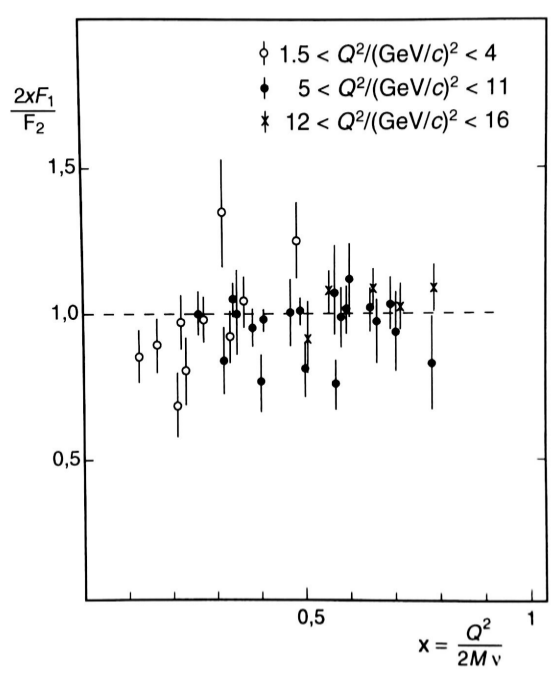 1.5 < Q²/(GeV/c)² < 4
5 < Q²/(GeV/c)² < 11
12 < Q²/(GeV/c)² < 16
2xF₁
F₂
1,5
1,0
0,5
0,5
1
x = Q²
2M ν